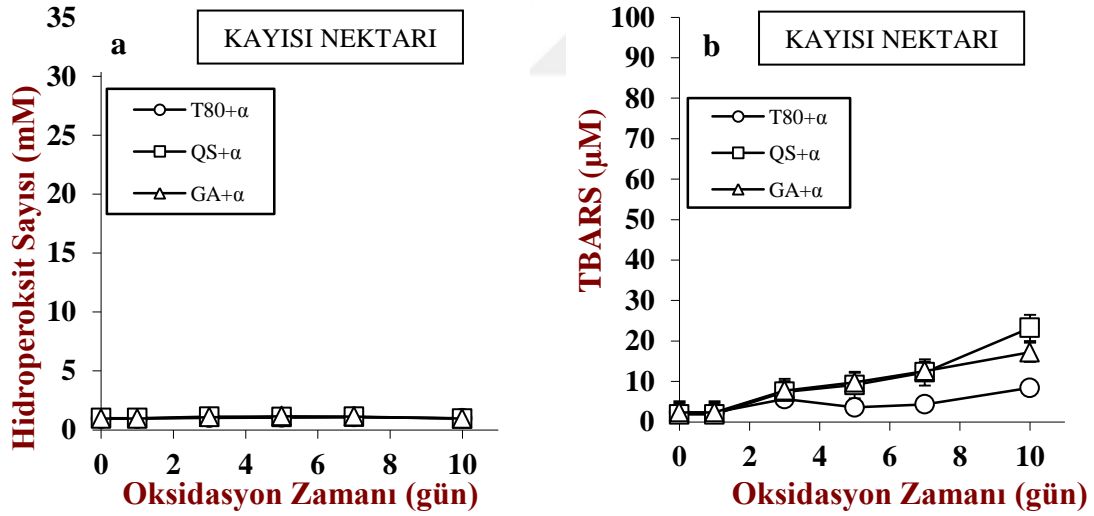 a
KAYISI NEKTARI
Hidroperoksit Sayısı (mM)
35
30
25
20
15
10
5
0
T80+α
QS+α
GA+α
0 2 4 6 8 10
Oksidasyon Zamanı (gün)
b
KAYISI NEKTARI
TBARS (µM)
100
90
80
70
60
50
40
30
20
10
0
T80+α
QS+α
GA+α
0 2 4 6 8 10
Oksidasyon Zamanı (gün)